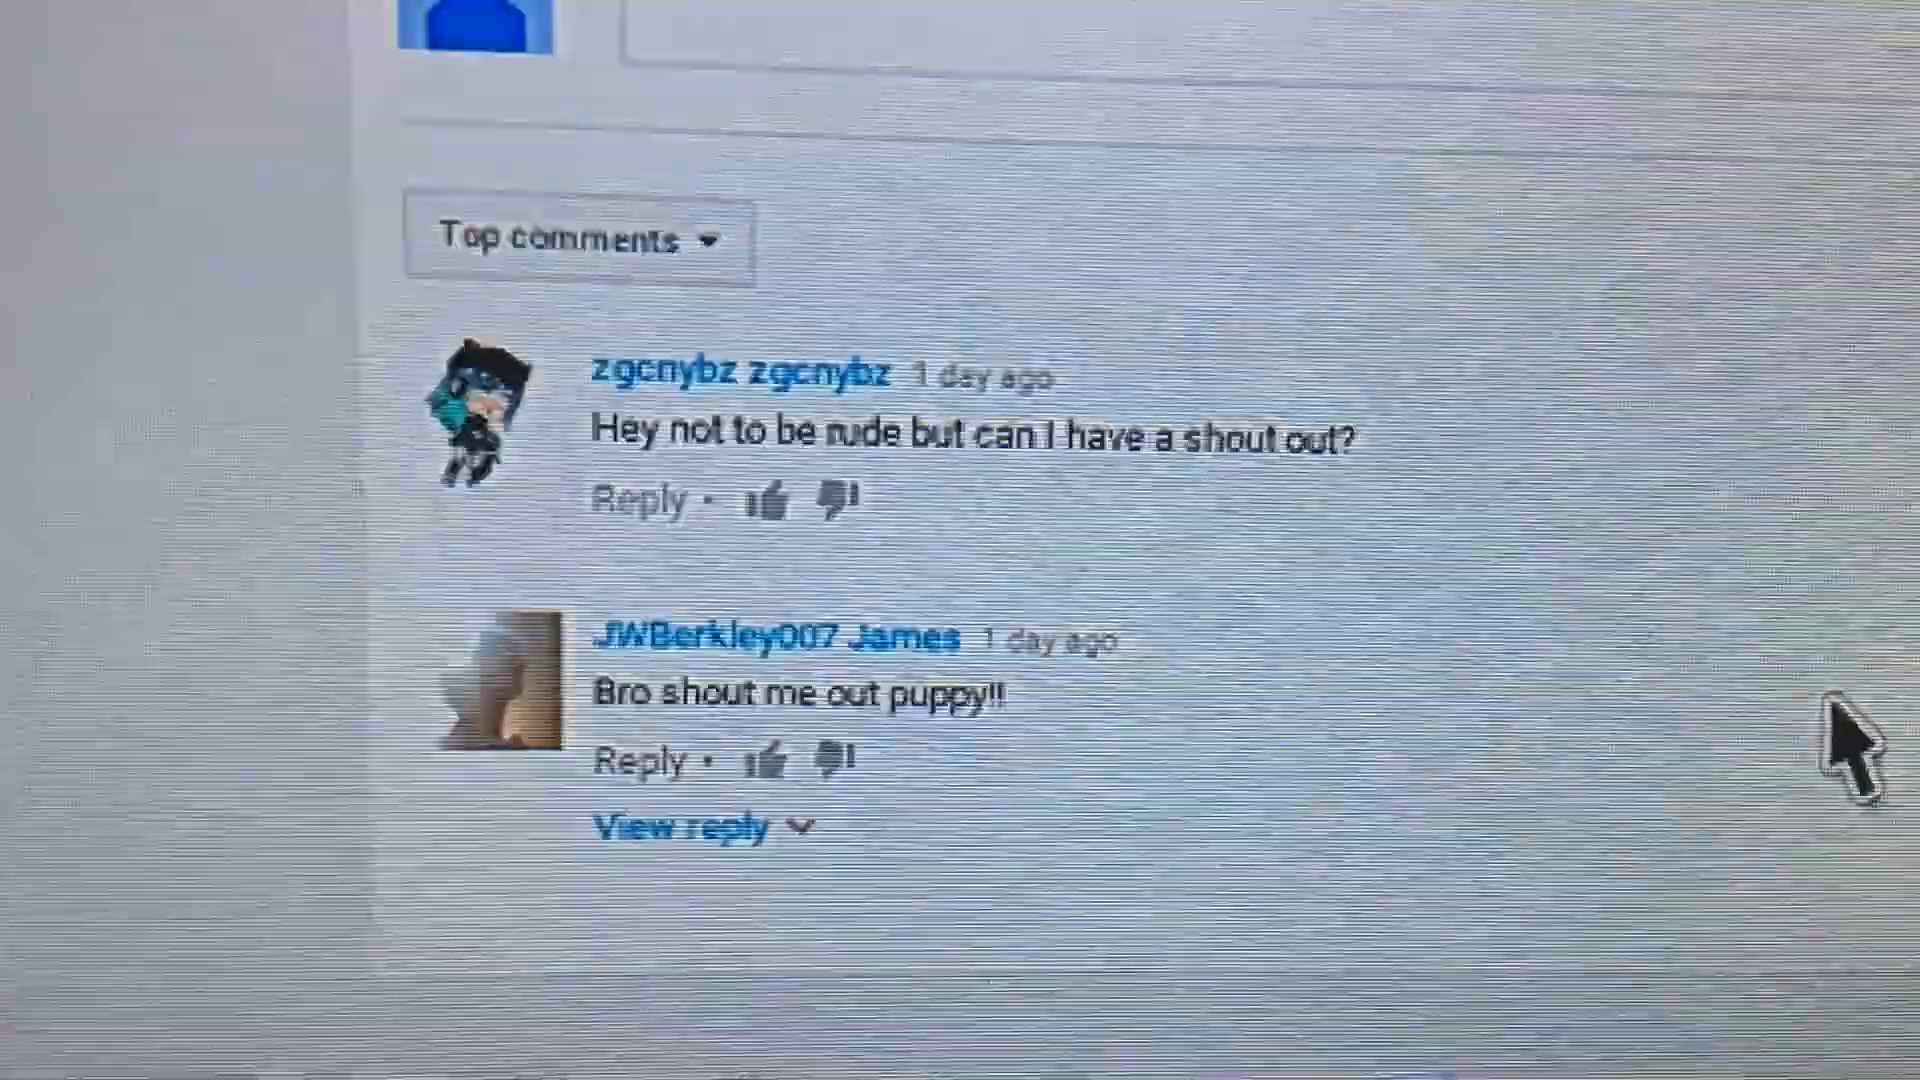 Top comments
zgcnybz zgcnybz 1 day ago
Hey not to be rude but can I have a shout out?
Reply
JWBerkley007 James 1 day ago
Bro shout me out puppy!!
Reply
View reply